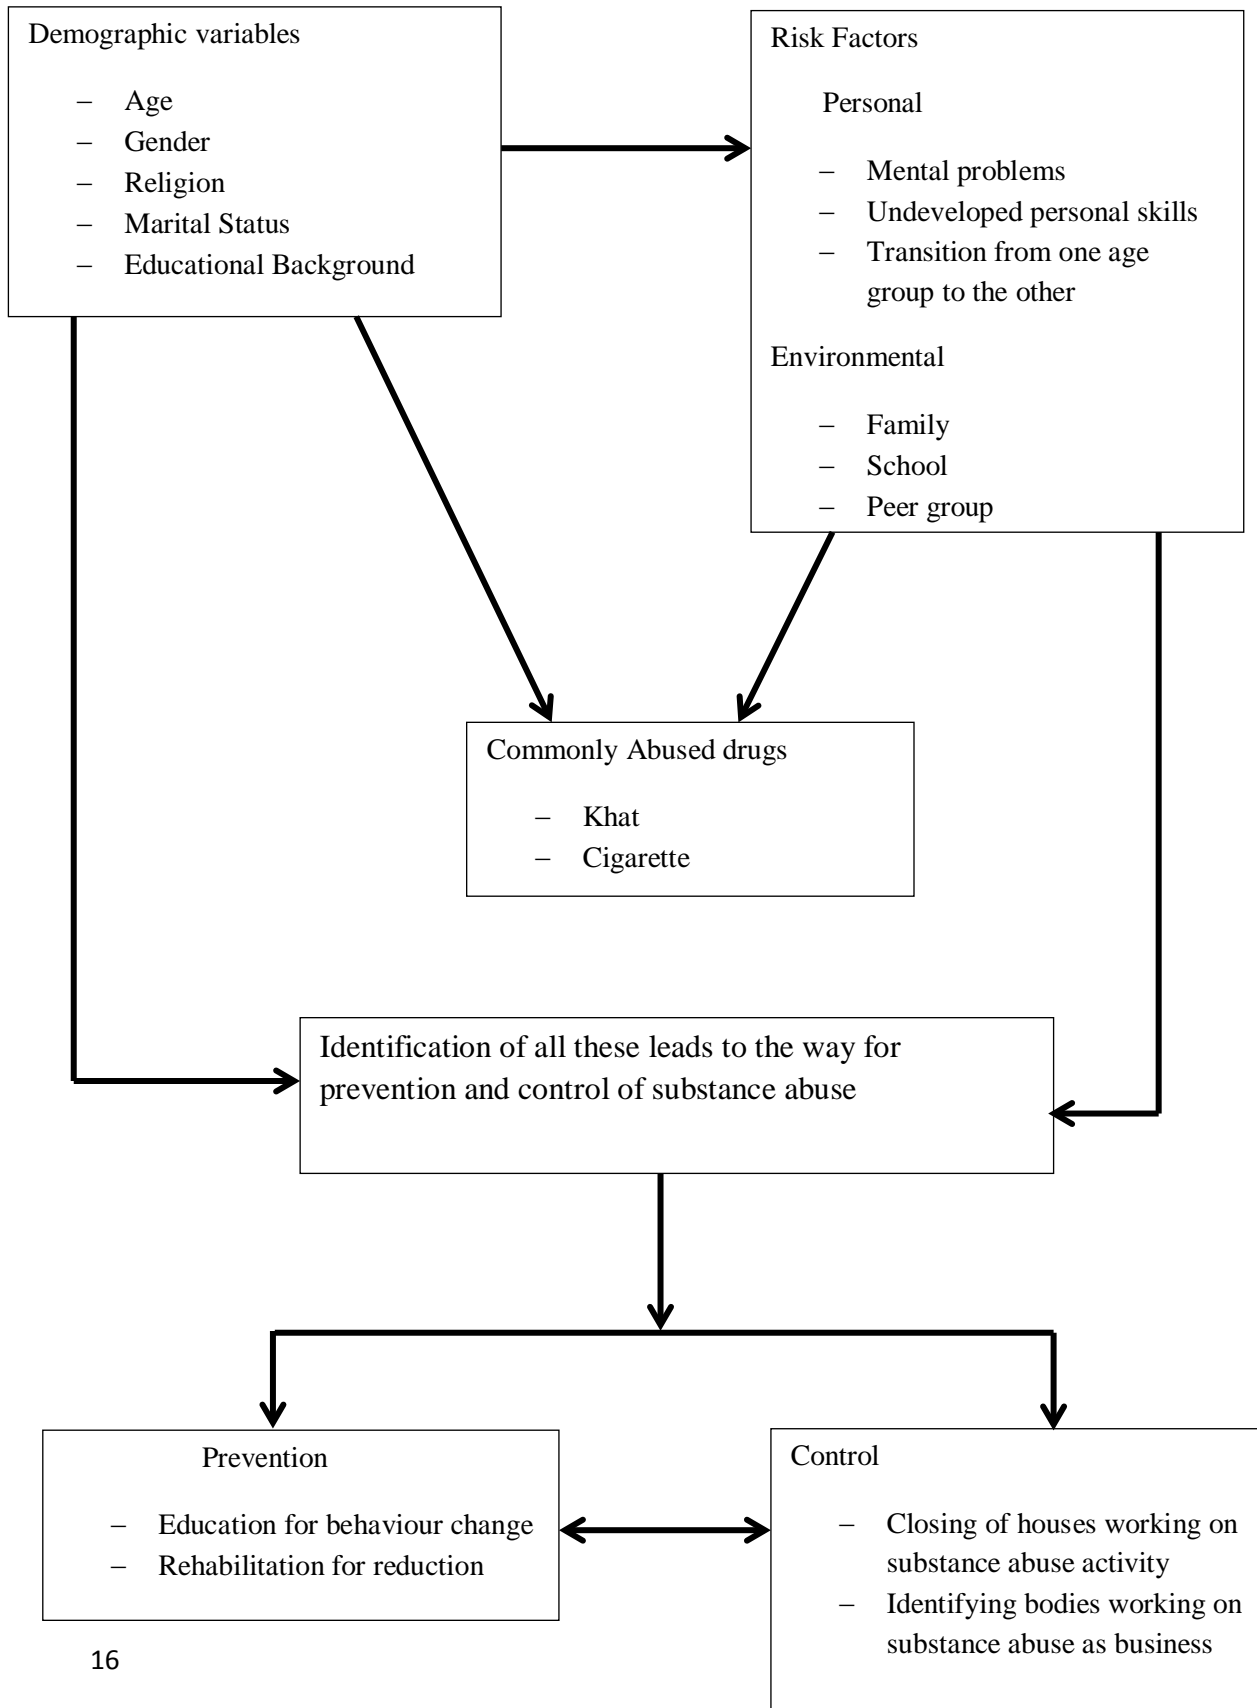 Demographic variables
– Age
– Gender
– Religion
– Marital Status
– Educational Background
Risk Factors
Personal
– Mental problems
– Undeveloped personal skills
– Transition from one age
group to the other
Environmental
– Family
– School
– Peer group
Commonly Abused drugs
– Khat
– Cigarette
Identification of all these leads to the way for
prevention and control of substance abuse
Prevention
– Education for behaviour change
– Rehabilitation for reduction
Control
– Closing of houses working on
substance abuse activity
– Identifying bodies working on
substance abuse as business
16